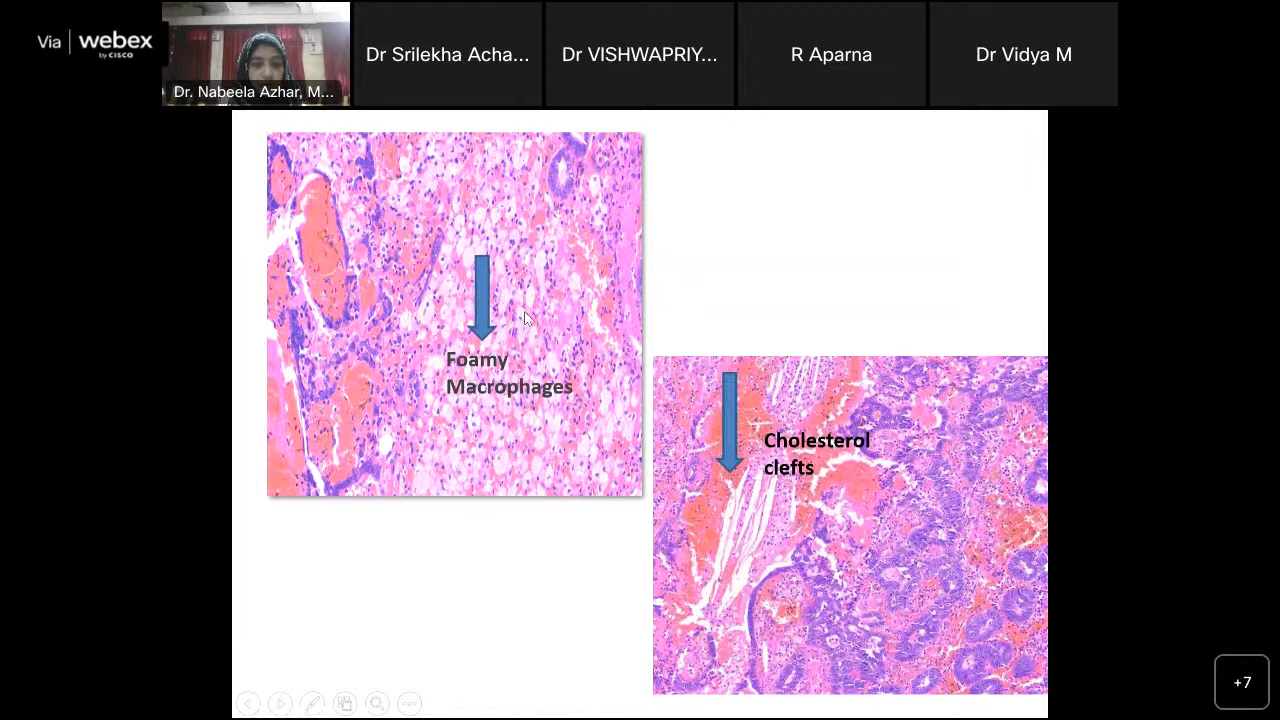 Via webex
by CISCO
Dr. Nabeela Azhar, M...
Dr Srilekha Acha...
Dr VISHWAPRIY...
R Aparna
Dr Vidya M
Foamy
Macrophages
Cholesterol
clefts
+7